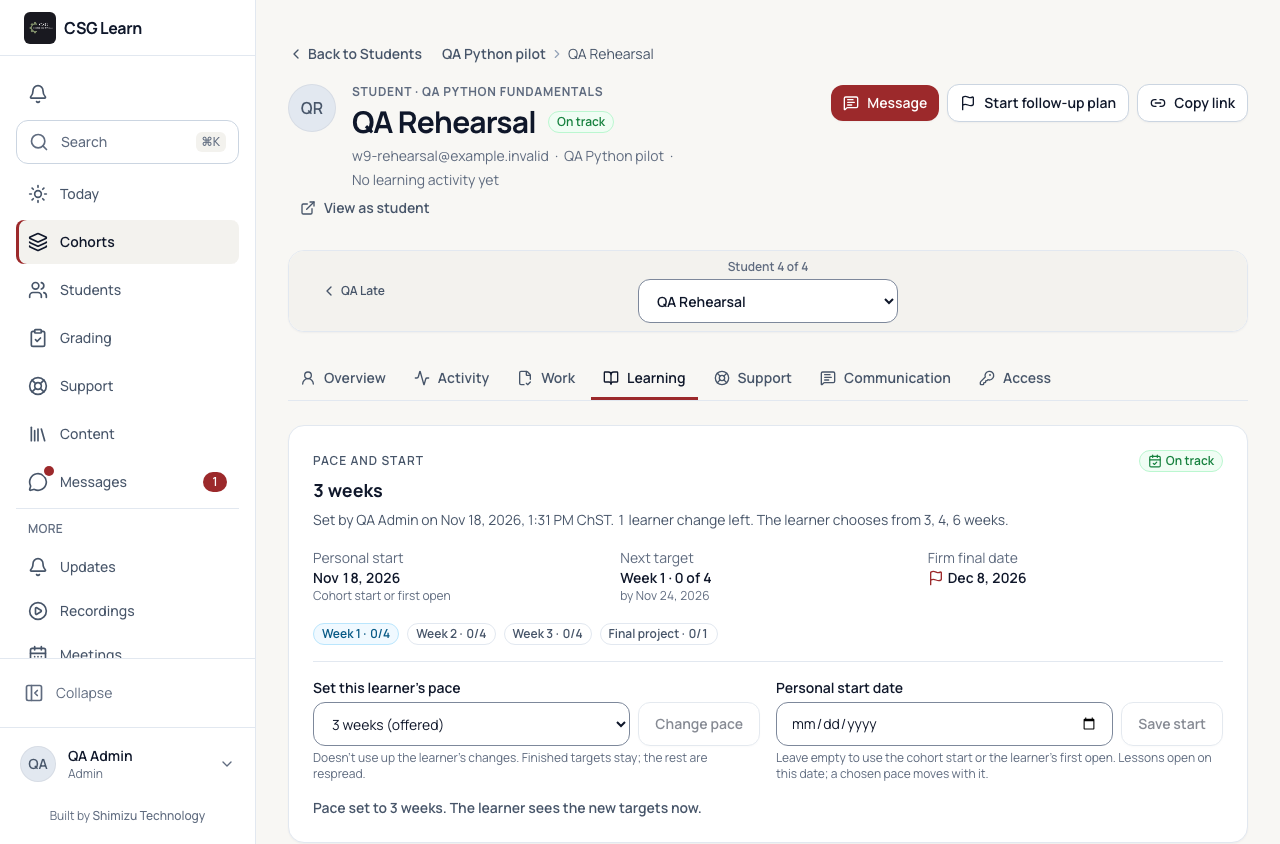 CSG Learn
Search ⌘K
Today
Cohorts
Students
Grading
Support
Content
Messages 1
MORE
Updates
Recordings
Meetings
Collapse
QA
QA Admin
Admin
Built by Shimizu Technology
Back to Students QA Python pilot QA Rehearsal
QR
STUDENT · QA PYTHON FUNDAMENTALS
QA Rehearsal On track
w9-rehearsal@example.invalid · QA Python pilot ·
No learning activity yet
View as student
Message Start follow-up plan Copy link
QA Late
Student 4 of 4
QA Rehearsal
Overview Activity Work Learning Support Communication Access
PACE AND START On track
3 weeks
Set by QA Admin on Nov 18, 2026, 1:31 PM ChST. 1 learner change left. The learner chooses from 3, 4, 6 weeks.
Personal start
Nov 18, 2026
Cohort start or first open
Next target
Week 1 · 0 of 4
by Nov 24, 2026
Firm final date
Dec 8, 2026
Week 1 · 0/4 Week 2 · 0/4 Week 3 · 0/4 Final project · 0/1
Set this learner's pace
3 weeks (offered) Change pace
Doesn't use up the learner's changes. Finished targets stay; the rest are
respread.
Personal start date
mm/dd/yyyy Save start
Leave empty to use the cohort start or the learner's first open. Lessons open on
this date; a chosen pace moves with it.
Pace set to 3 weeks. The learner sees the new targets now.